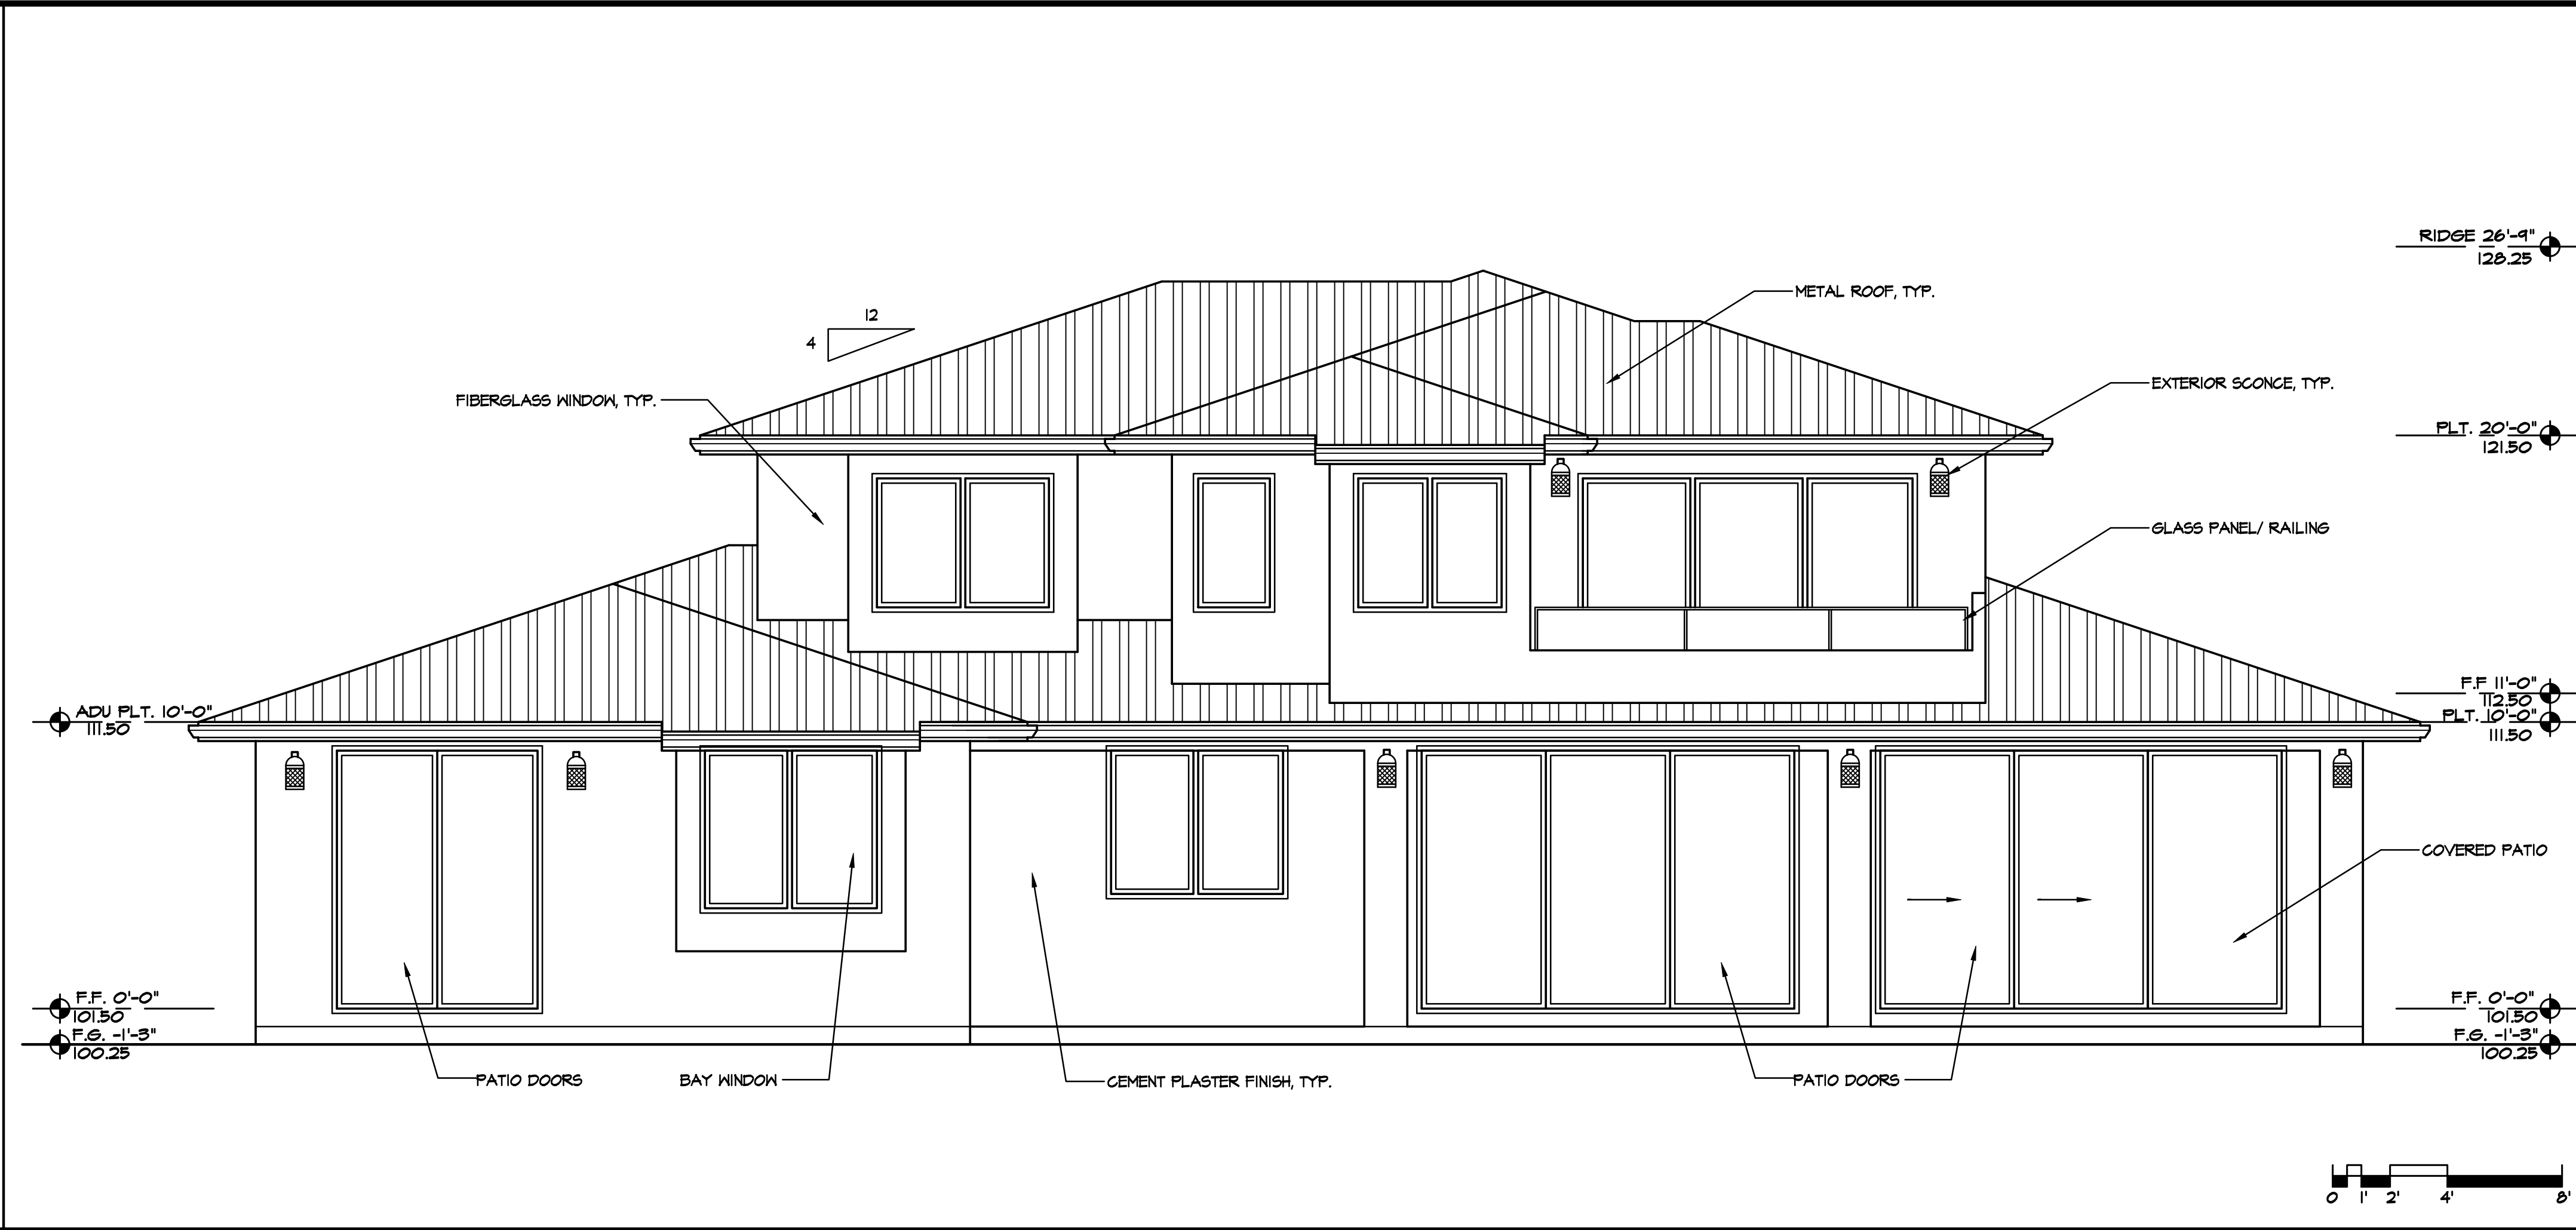 RIDGE 26'-9"
128.25
METAL ROOF, TYP.
12
4
EXTERIOR SCONCE, TYP.
FIBERGLASS WINDOW, TYP.
PLT. 20'-0"
121.50
GLASS PANEL/ RAILING
F.F 11'-0"
112.50
ADU PLT. 10'-0"
111.50
PLT. 10'-0"
111.50
COVERED PATIO
F.F. 0'-0"
101.50
F.G. -1'-3"
100.25
F.F. 0'-0"
101.50
F.G. -1'-3"
100.25
PATIO DOORS
BAY WINDOW
CEMENT PLASTER FINISH, TYP.
PATIO DOORS
0 1' 2' 4' 8'